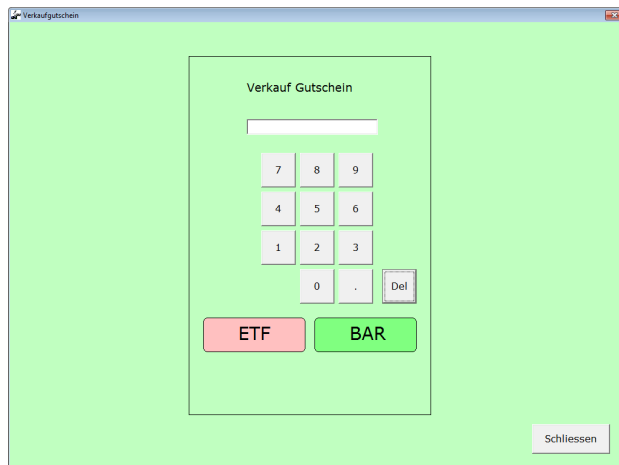 Verkaufgutschein
Verkauf Gutschein
7 8 9
4 5 6
1 2 3
0 . Del
ETF BAR
Schliessen